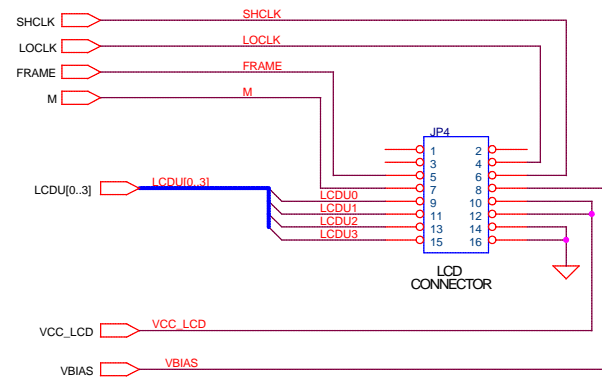 SHCLK SHCLK
LOCLK LOCLK
FRAME FRAME
M M
JP4
1 2
3 4
5 6
7 8
LCDU[0..3] LCDU[0..3]
LCDU0 9 10
LCDU1 11 12
LCDU2 13 14
LCDU3 15 16
LCD
CONNECTOR
VCC_LCD VCC_LCD
VBIAS VBIAS